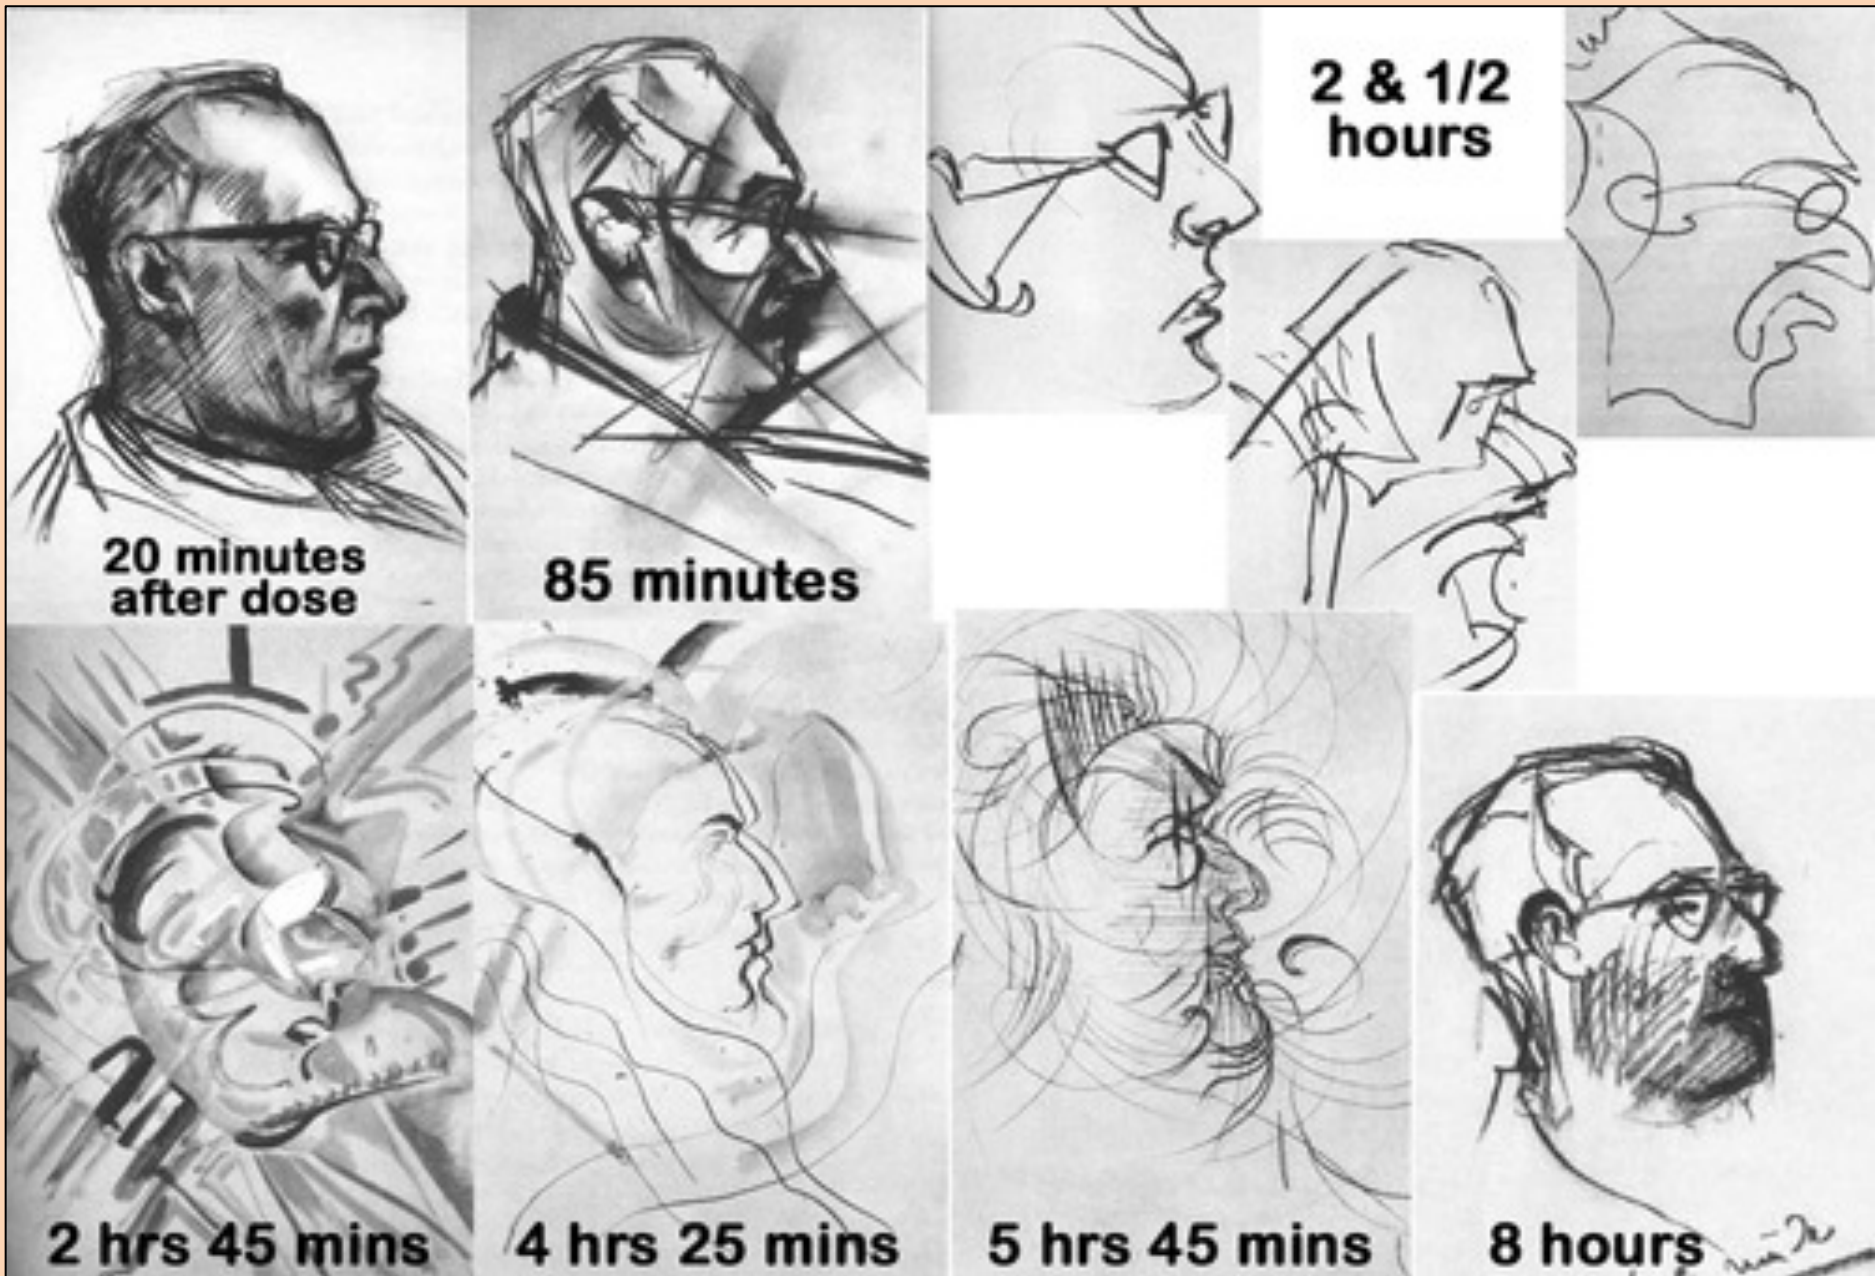 20 minutes
after dose
85 minutes
2 & 1/2
hours
2 hrs 45 mins
4 hrs 25 mins
5 hrs 45 mins
8 hours